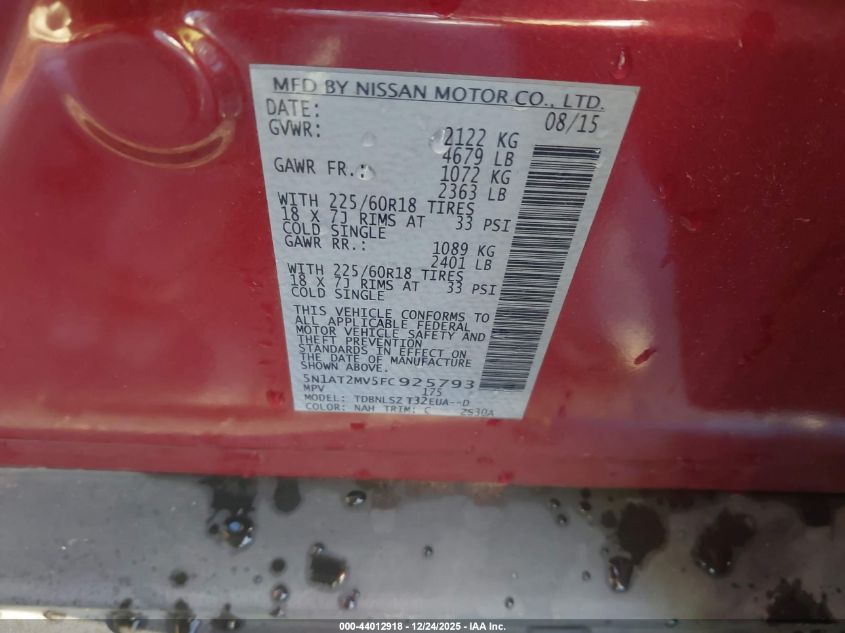 MFD BY NISSAN MOTOR CO., LTD.
DATE: 08/15
GVWR: 2122 KG
4679 LB
GAWR FR.: 1072 KG
2363 LB
WITH 225/60R18 TIRES
18 X 7J RIMS AT 33 PSI
COLD SINGLE
GAWR RR.: 1089 KG
2401 LB
WITH 225/60R18 TIRES
18 X 7J RIMS AT 33 PSI
COLD SINGLE
THIS VEHICLE CONFORMS TO
ALL APPLICABLE FEDERAL
MOTOR VEHICLE SAFETY AND
THEFT PREVENTION
STANDARDS IN EFFECT ON
THE DATE OF MANUFACTURE
SHOWN ABOVE.
5N1AT2MV5FC925793
MPV 175
MODEL: TDBNLSZ T32EUA--D
COLOR: NAH TRIM: C 2S30A
000-44012918 - 12/24/2025 - IAA Inc.